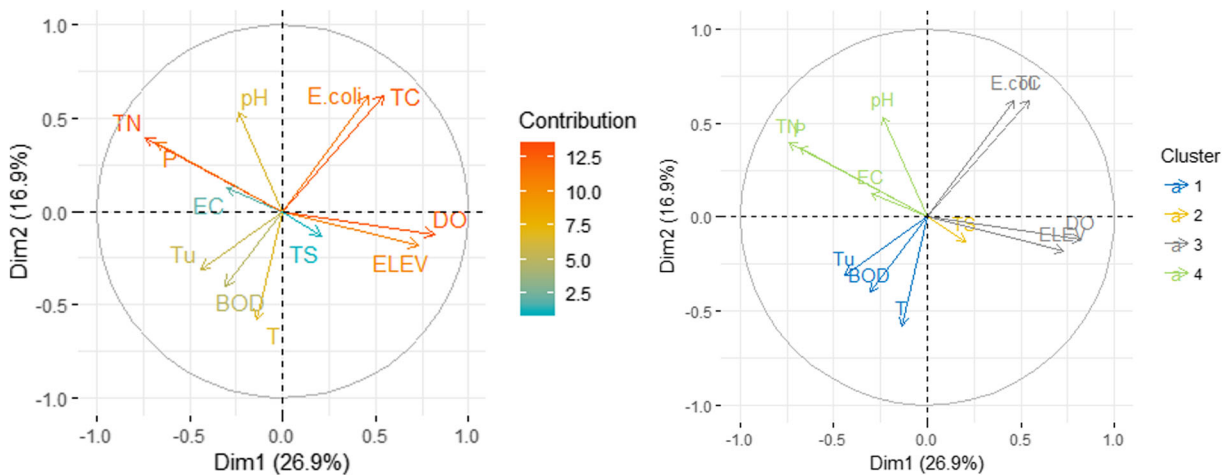 1.0
0.5
0.0
-0.5
-1.0
Dim2 (16.9%)
pH
E.coli
TC
TN
P
EC
DO
TS
ELEV
Tu
BOD
T
-1.0 -0.5 0.0 0.5 1.0
Dim1 (26.9%)
Contribution
12.5
10.0
7.5
5.0
2.5
1.0
0.5
0.0
-0.5
-1.0
Dim2 (16.9%)
E.coli TC
pH
TN P
EC
TS
DO
ELEV
Tu
BOD
T
-1.0 -0.5 0.0 0.5 1.0
Dim1 (26.9%)
Cluster
a 1
a 2
a 3
a 4